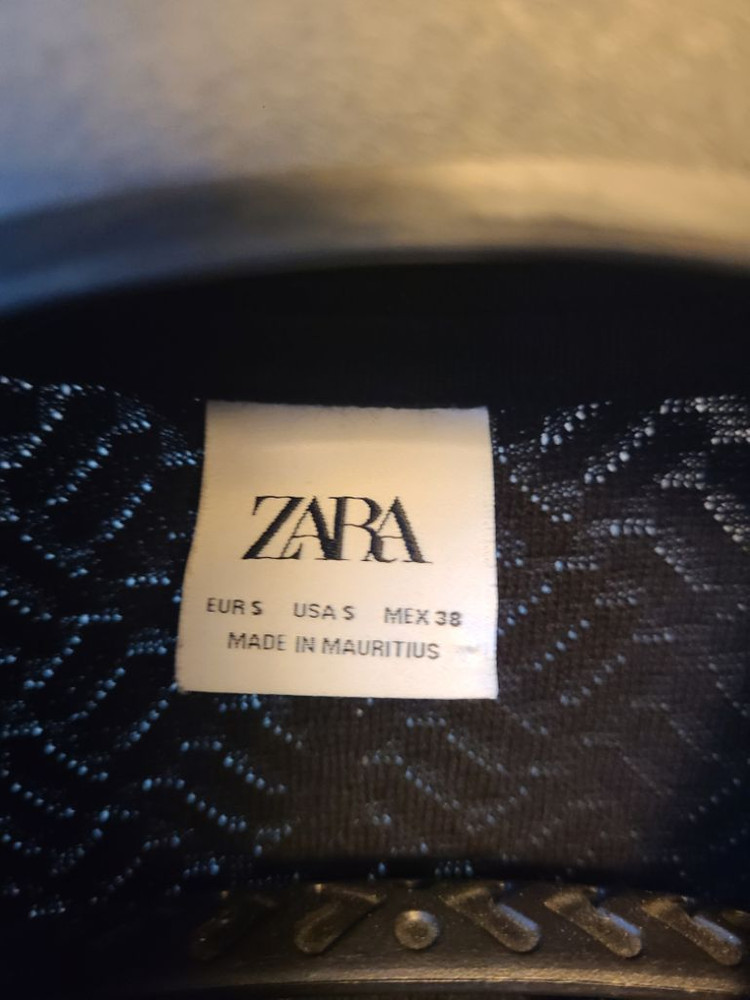 ZARA
EUR S USA S MEX 38
MADE IN MAURITIUS